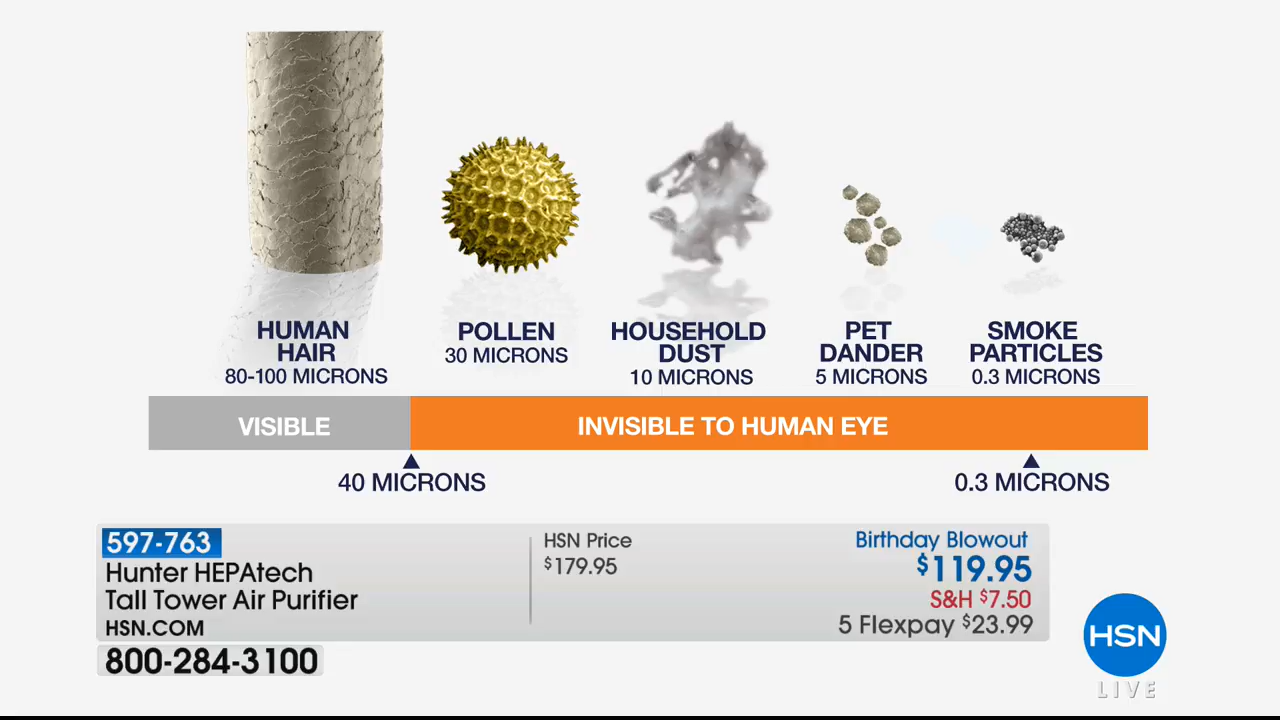 HUMAN
HAIR
80-100 MICRONS
POLLEN
30 MICRONS
HOUSEHOLD
DUST
10 MICRONS
PET
DANDER
5 MICRONS
SMOKE
PARTICLES
0.3 MICRONS
VISIBLE
INVISIBLE TO HUMAN EYE
40 MICRONS
0.3 MICRONS
597-763
Hunter HEPAtech
Tall Tower Air Purifier
HSN.COM
800-284-3100
HSN Price
$179.95
Birthday Blowout
$119.95
S&H $7.50
5 Flexpay $23.99
HSN
LIVE